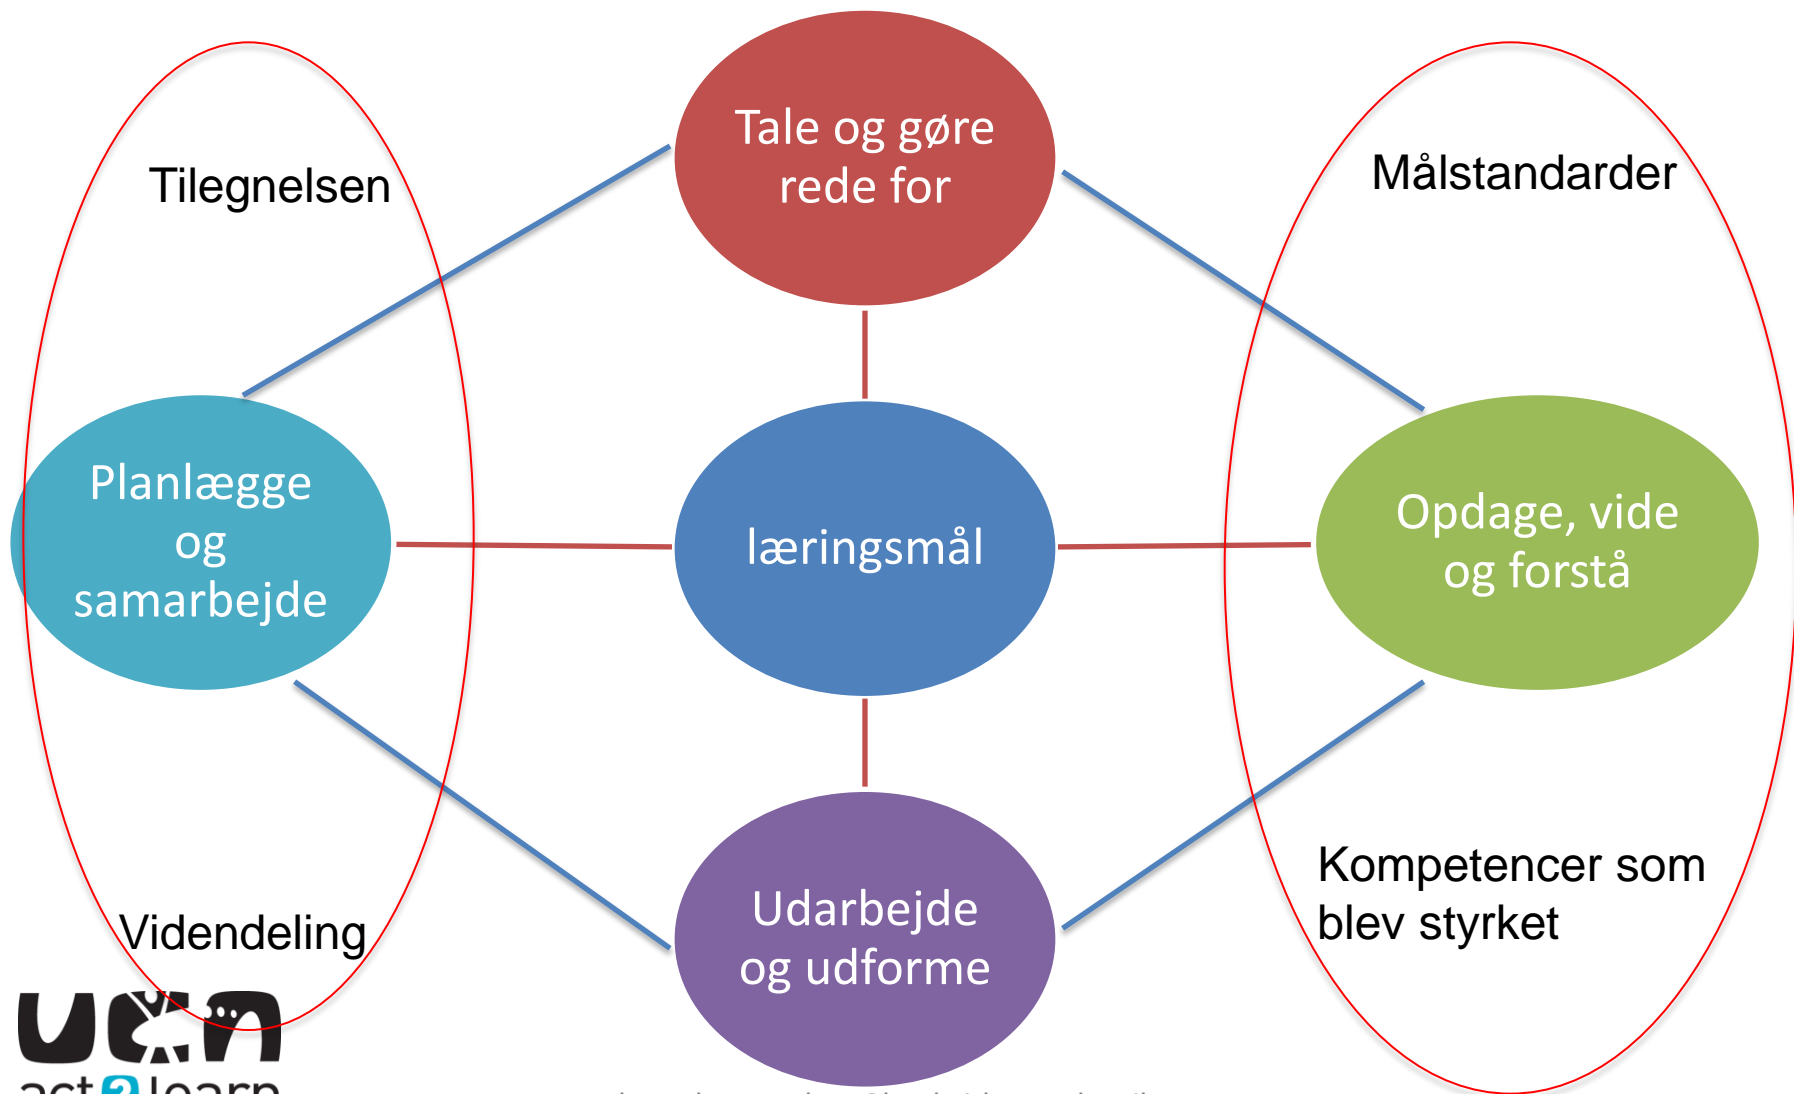 Tale og gøre
rede for
Tilegnelsen
Målstandarder
Planlægge
og
samarbejde
læringsmål
Opdage, vide
og forstå
Udarbejde
og udforme
Videndeling
Kompetencer som
blev styrket
ucn
act2learn